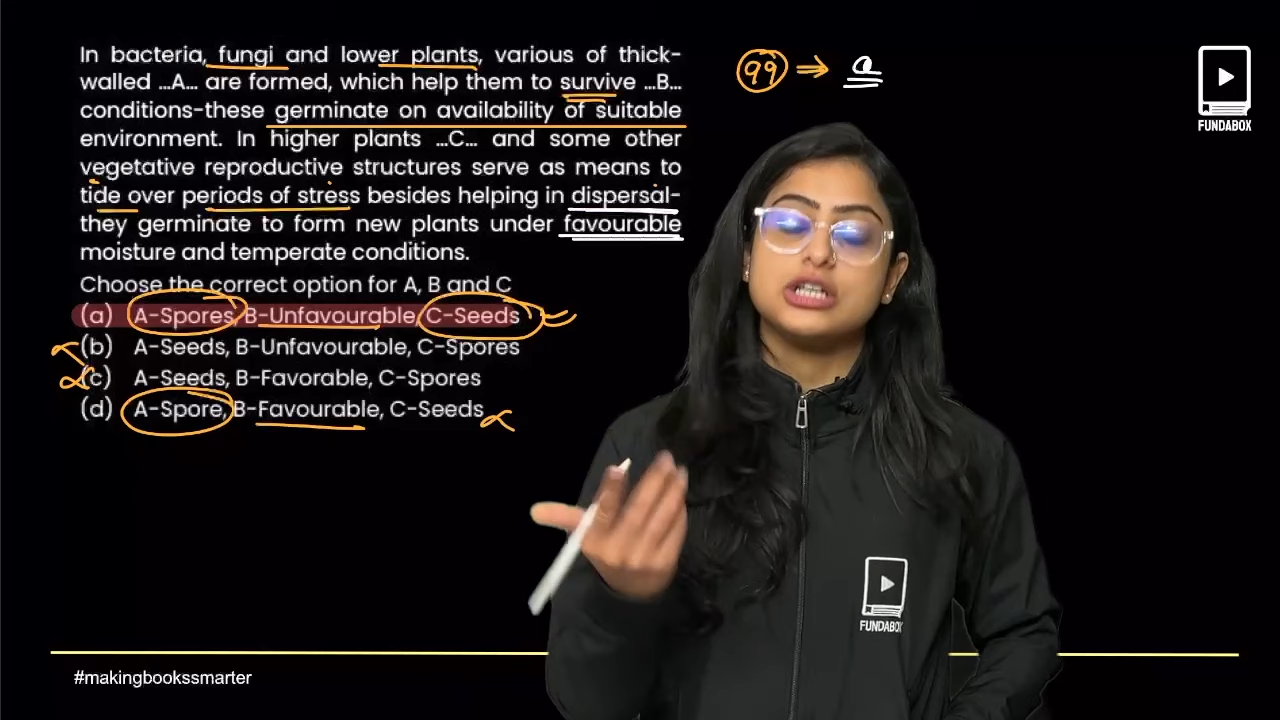 In bacteria, fungi and lower plants, various of thick-
walled ...A... are formed, which help them to survive ...B...
conditions-these germinate on availability of suitable
environment. In higher plants ...C... and some other
vegetative reproductive structures serve as means to
tide over periods of stress besides helping in dispersal-
they germinate to form new plants under favourable
moisture and temperate conditions.
Choose the correct option for A, B and C
(a) A-Spores, B-Unfavourable, C-Seeds
(b) A-Seeds, B-Unfavourable, C-Spores
(c) A-Seeds, B-Favorable, C-Spores
(d) A-Spore, B-Favourable, C-Seeds
99 → a
FUNDABOX
FUNDABOX
#makingbookssmarter